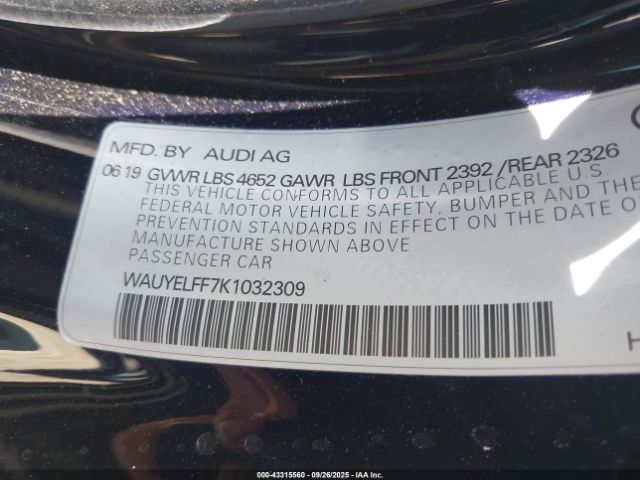 MFD. BY AUDI AG
06 19 GVWR LBS 4652 GAWR LBS FRONT 2392 / REAR 2326
THIS VEHICLE CONFORMS TO ALL APPLICABLE U.S.
FEDERAL MOTOR VEHICLE SAFETY, BUMPER AND THE
PREVENTION STANDARDS IN EFFECT ON THE DATE O
MANUFACTURE SHOWN ABOVE
PASSENGER CAR
WAUYELFF7K1032309
H
000-43315560 - 09/26/2025 - IAA Inc.